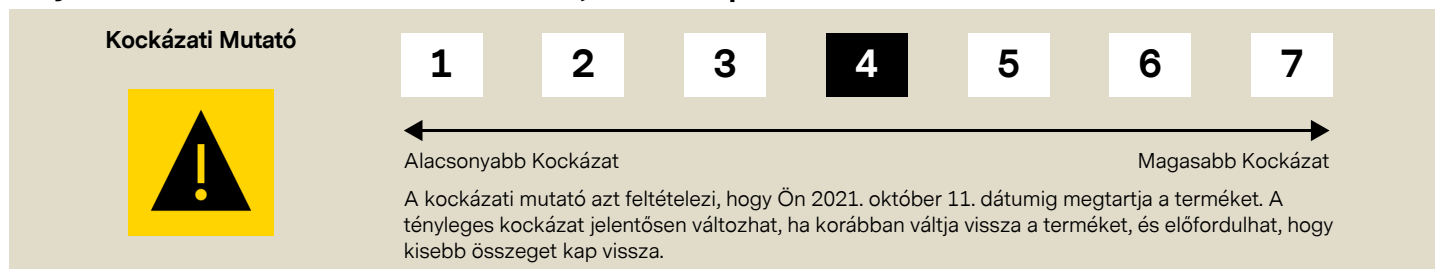 Kockázati Mutató
1 2 3 4 5 6 7
Alacsonyabb Kockázat Magasabb Kockázat
A kockázati mutató azt feltételezi, hogy Ön 2021. október 11. dátumig megtartja a terméket. A
tényleges kockázat jelentősen változhat, ha korábban váltja vissza a terméket, és előfordulhat, hogy
kisebb összeget kap vissza.